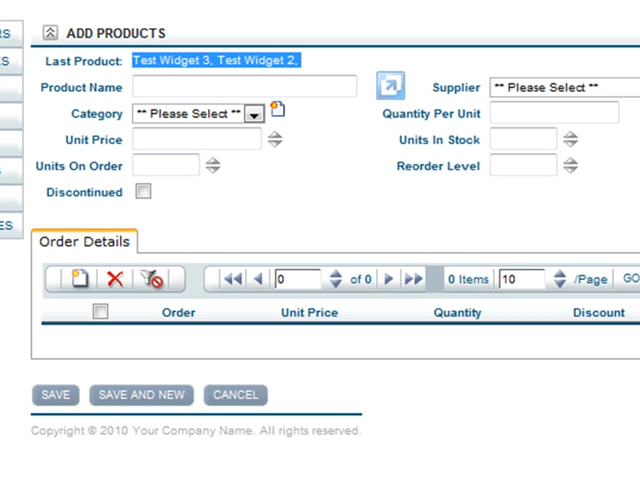 RS
ADD PRODUCTS
ES
Last Product: Test Widget 3, Test Widget 2,
Product Name
Supplier ** Please Select **
Category ** Please Select **
Quantity Per Unit
Unit Price
Units In Stock
Units On Order
Reorder Level
Discontinued
ES
Order Details
0 of 0 0 Items 10 /Page GO
Order Unit Price Quantity Discount
SAVE SAVE AND NEW CANCEL
Copyright © 2010 Your Company Name. All rights reserved.